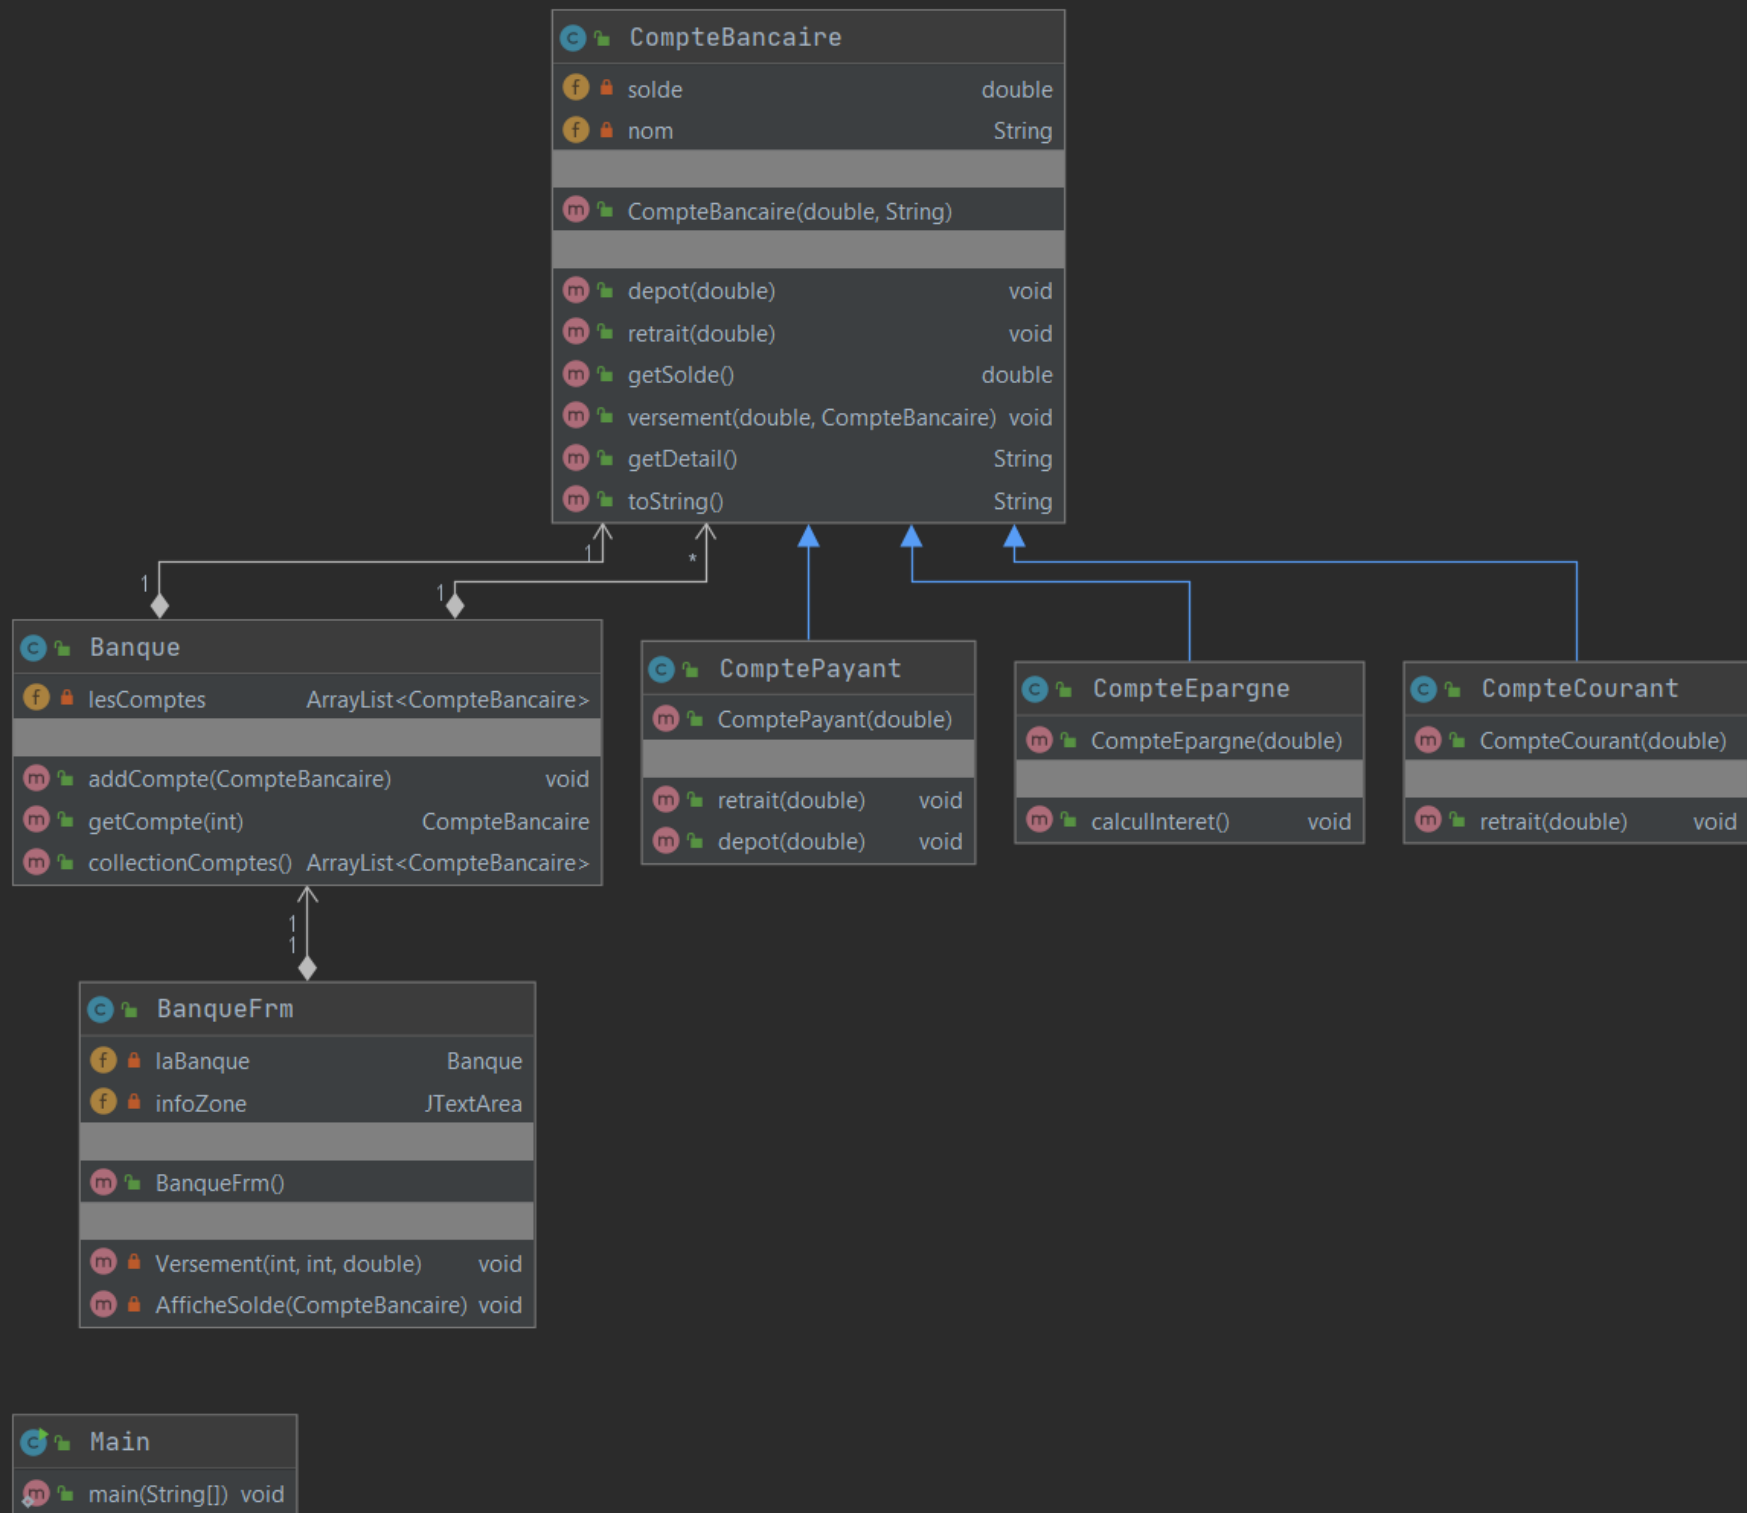 CompteBancaire
solde double
nom String
CompteBancaire(double, String)
depot(double) void
retrait(double) void
getSolde() double
versement(double, CompteBancaire) void
getDetail() String
toString() String
1
*
1
1
Banque
lesComptes ArrayList<CompteBancaire>
addCompte(CompteBancaire) void
getCompte(int) CompteBancaire
collectionComptes() ArrayList<CompteBancaire>
ComptePayant
ComptePayant(double)
retrait(double) void
depot(double) void
CompteEpargne
CompteEpargne(double)
calculInteret() void
CompteCourant
CompteCourant(double)
retrait(double) void
1
1
BanqueFrm
laBanque Banque
infoZone JTextArea
BanqueFrm()
Versement(int, int, double) void
AfficheSolde(CompteBancaire) void
Main
main(String[]) void